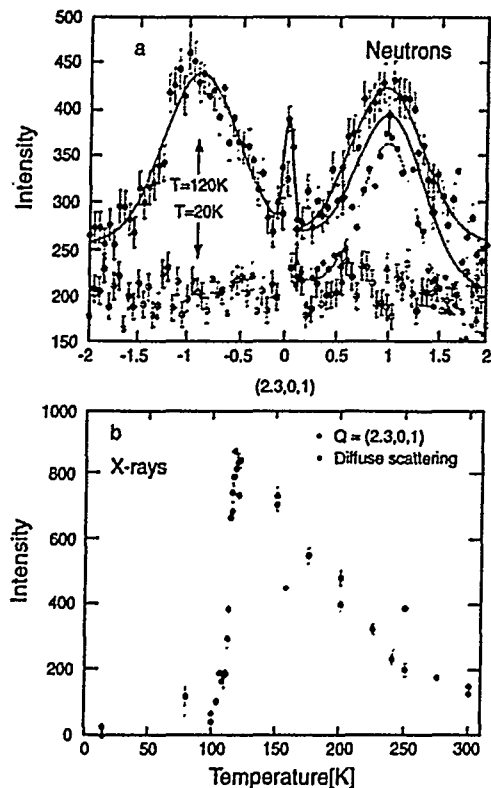 500
450
400
350
300
250
200
150
Intensity
a
Neutrons
T=120K
T=20K
-2 -1.5 -1 -0.5 0 0.5 1 1.5 2
(2.3,0,1)
1000
800
600
400
200
0
Intensity
b
X-rays
Q = (2.3,0,1)
Diffuse scattering
0 50 100 150 200 250 300
Temperature[K]